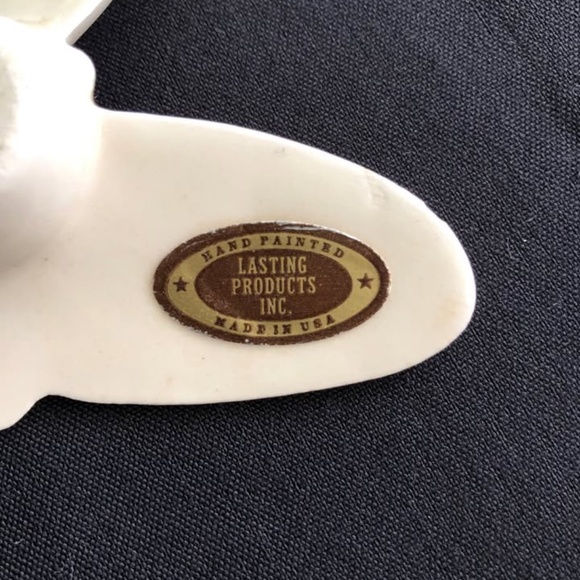 HAND PAINTED
LASTING
PRODUCTS
INC.
MADE IN USA